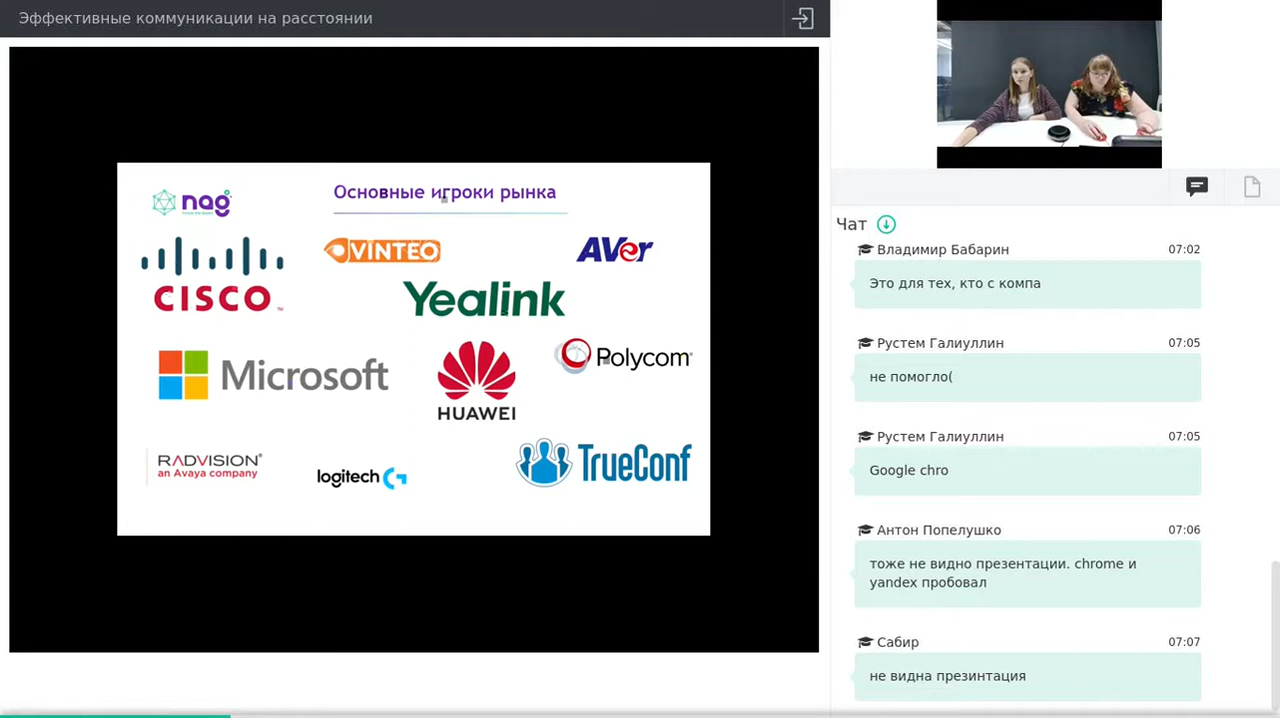 Эффективные коммуникации на расстоянии
nag
Основные игроки рынка
CISCO™
VINTEO
AVer
Yealink
Microsoft
HUAWEI
Polycom
RADVISION®
an Avaya company
logitech G
TrueConf
Чат
Владимир Бабарин 07:02
Это для тех, кто с компа
Рустем Галиуллин 07:05
не помогло(
Рустем Галиуллин 07:05
Google chro
Антон Попелушко 07:06
тоже не видно презентации. chrome и
yandex пробовал
Сабир 07:07
не видна презинтация